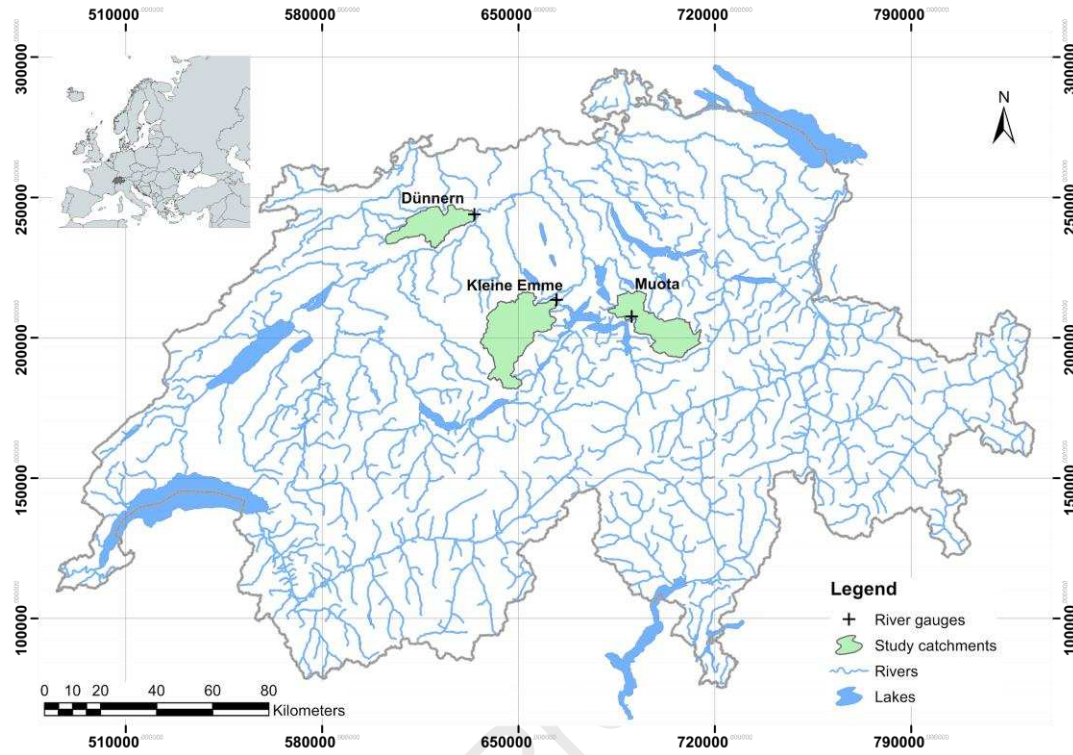 510000 580000 650000 720000 790000
300000 300000
N
Dünnern
250000 250000
Kleine Emme Muota
200000 200000
150000 150000
Legend
River gauges
100000 100000
Study catchments
Rivers
Lakes
0 10 20 40 60 80
Kilometers
510000 580000 650000 720000 790000